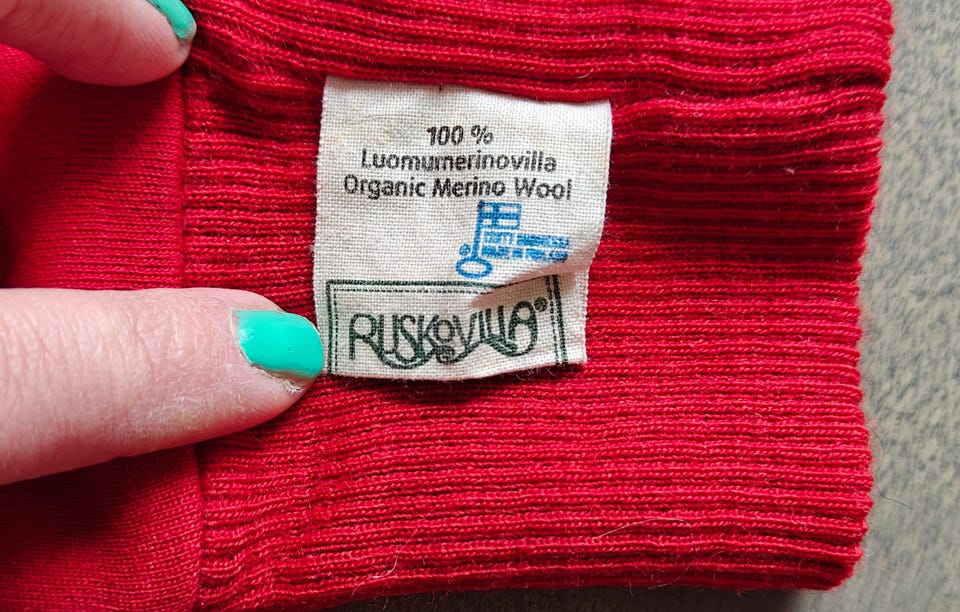 100 %
Luomumerinovilla
Organic Merino Wool
RUSKOVILLA®